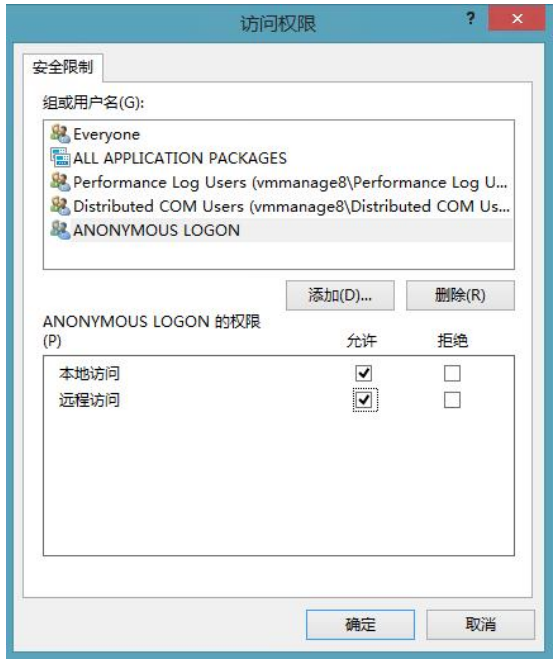 访问权限
?
×
安全限制
组或用户名(G):
Everyone
ALL APPLICATION PACKAGES
Performance Log Users (vmmanage8\Performance Log U...
Distributed COM Users (vmmanage8\Distributed COM Us...
ANONYMOUS LOGON
添加(D)... 删除(R)
ANONYMOUS LOGON 的权限
(P) 允许 拒绝
本地访问
远程访问
确定 取消